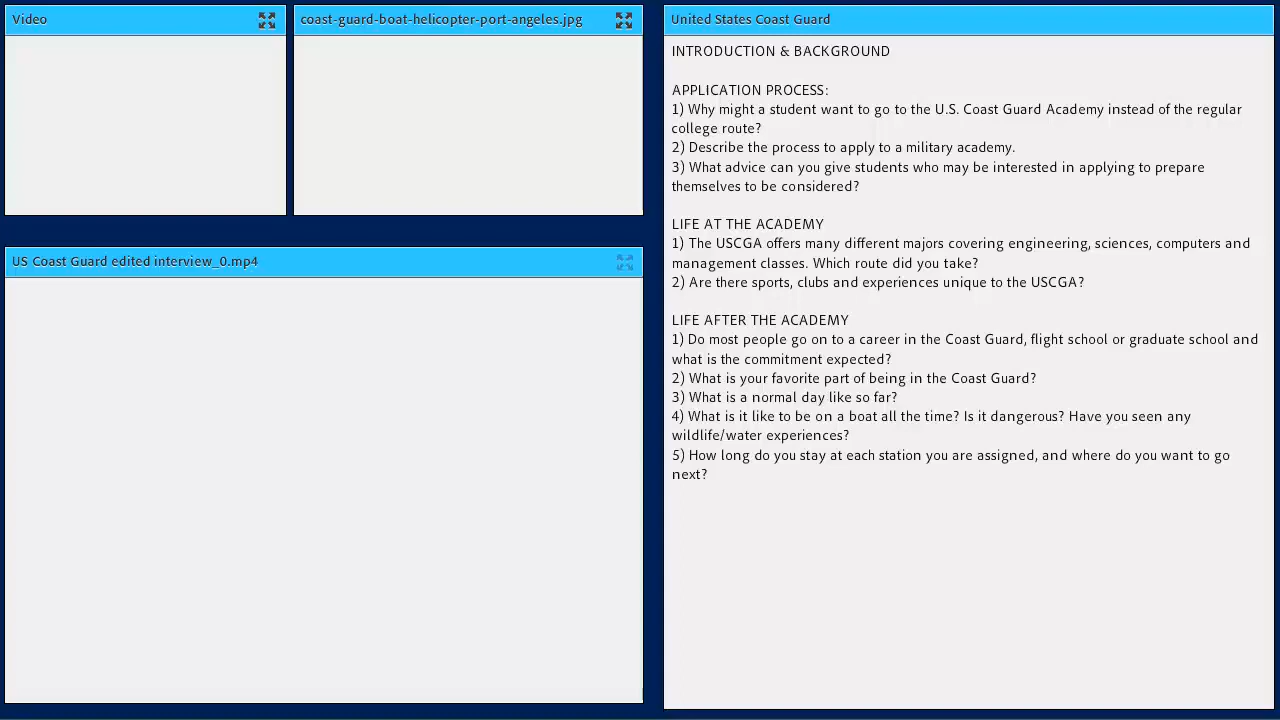 Video
coast-guard-boat-helicopter-port-angeles.jpg
US Coast Guard edited interview_0.mp4
United States Coast Guard
INTRODUCTION & BACKGROUND
APPLICATION PROCESS:
1) Why might a student want to go to the U.S. Coast Guard Academy instead of the regular
college route?
2) Describe the process to apply to a military academy.
3) What advice can you give students who may be interested in applying to prepare
themselves to be considered?
LIFE AT THE ACADEMY
1) The USCGA offers many different majors covering engineering, sciences, computers and
management classes. Which route did you take?
2) Are there sports, clubs and experiences unique to the USCGA?
LIFE AFTER THE ACADEMY
1) Do most people go on to a career in the Coast Guard, flight school or graduate school and
what is the commitment expected?
2) What is your favorite part of being in the Coast Guard?
3) What is a normal day like so far?
4) What is it like to be on a boat all the time? Is it dangerous? Have you seen any
wildlife/water experiences?
5) How long do you stay at each station you are assigned, and where do you want to go
next?